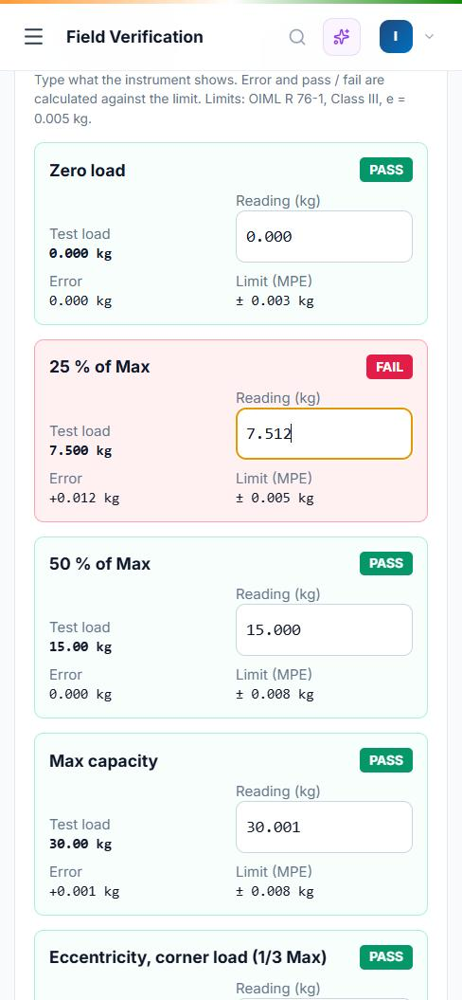 Field Verification
I
Type what the instrument shows. Error and pass / fail are
calculated against the limit. Limits: OIML R 76-1, Class III, e =
0.005 kg.
Zero load
PASS
Reading (kg)
0.000
Test load
0.000 kg
Error
Limit (MPE)
0.000 kg
± 0.003 kg
25 % of Max
FAIL
Reading (kg)
7.512
Test load
7.500 kg
Error
Limit (MPE)
+0.012 kg
± 0.005 kg
50 % of Max
PASS
Reading (kg)
15.000
Test load
15.00 kg
Error
Limit (MPE)
0.000 kg
± 0.008 kg
Max capacity
PASS
Reading (kg)
30.001
Test load
30.00 kg
Error
Limit (MPE)
+0.001 kg
± 0.008 kg
Eccentricity, corner load (1/3 Max)
PASS
Reading (kg)